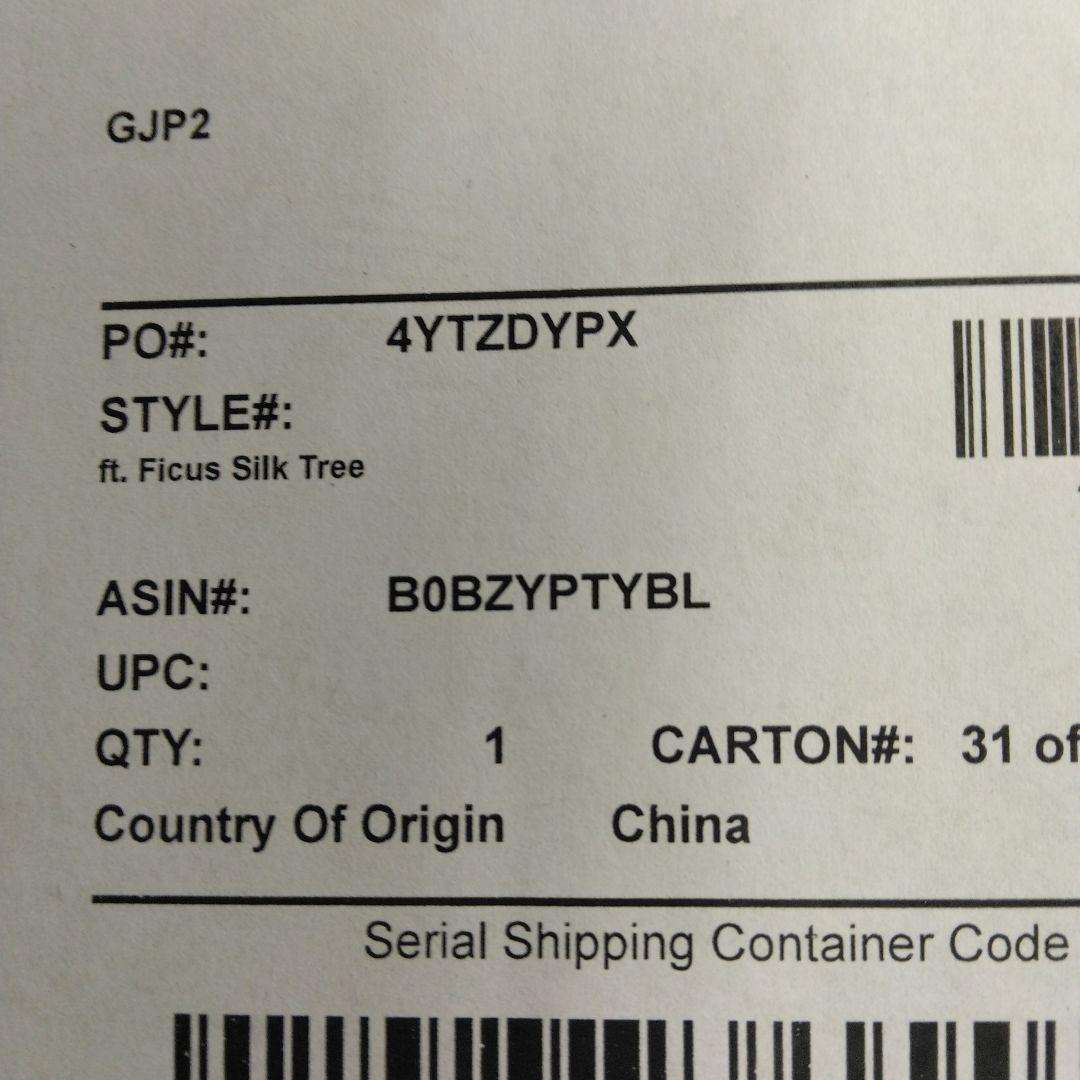 GJP2
PO#: 4YTZDYPX
STYLE#:
ft. Ficus Silk Tree
ASIN#: B0BZYPTYBL
UPC:
QTY: 1 CARTON#: 31 of
Country Of Origin China
Serial Shipping Container Code